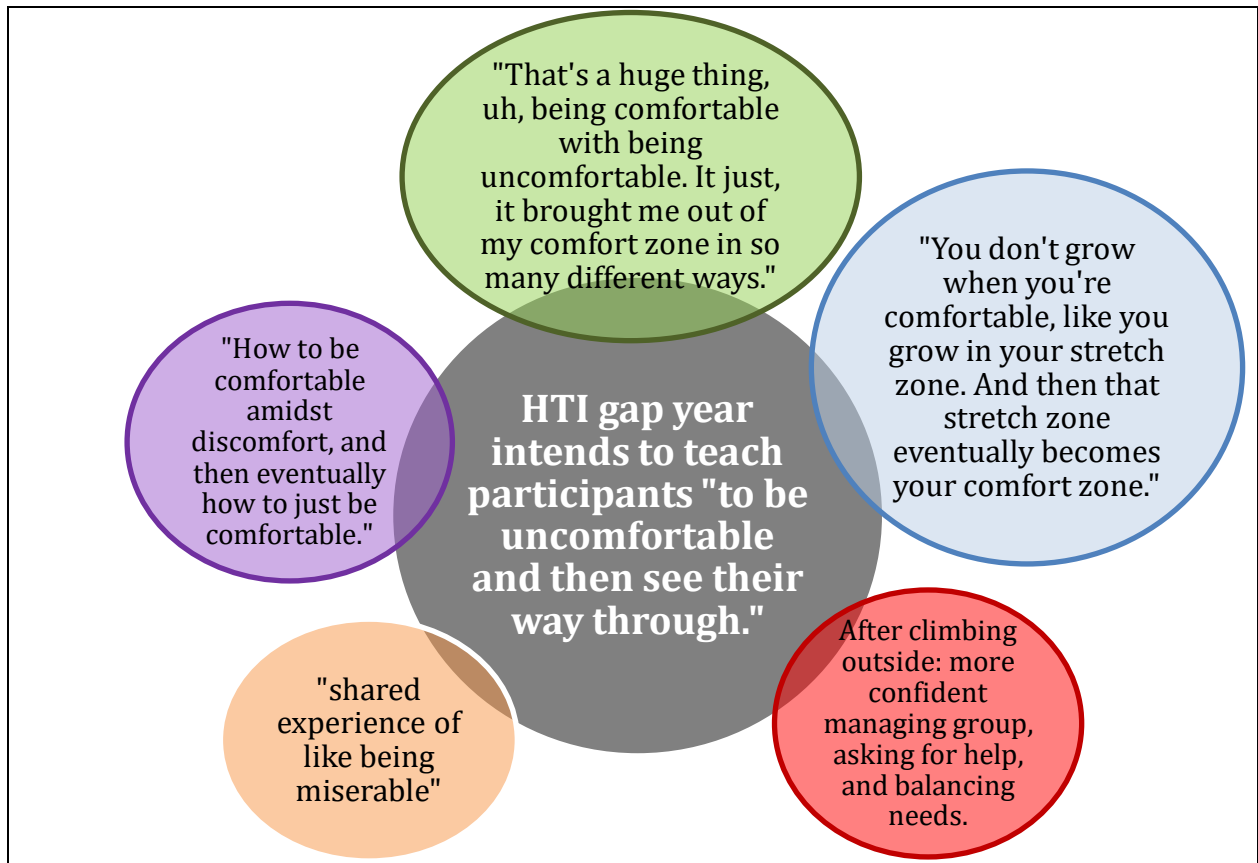 "That's a huge thing,
uh, being comfortable
with being
uncomfortable. It just,
it brought me out of
my comfort zone in so
many different ways."
"You don't grow
when you're
comfortable, like you
grow in your stretch
zone. And then that
stretch zone
eventually becomes
your comfort zone."
"How to be
comfortable
amidst
discomfort, and
then eventually
how to just be
comfortable."
HTI gap year
intends to teach
participants "to be
uncomfortable
and then see their
way through."
"shared
experience of
like being
miserable"
After climbing
outside: more
confident
managing group,
asking for help,
and balancing
needs.